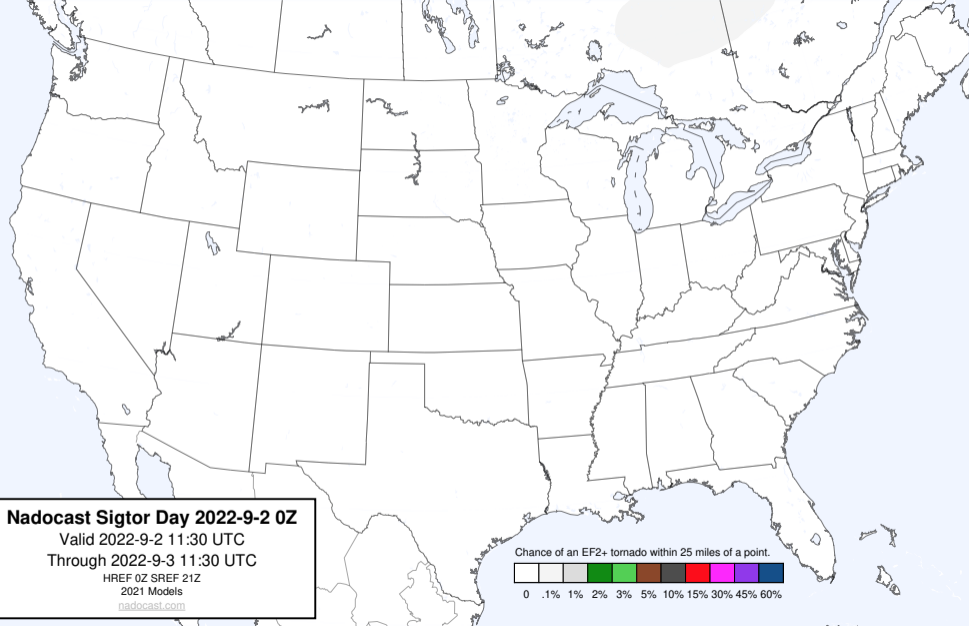 Nadocast Sigtor Day 2022-9-2 0Z
Valid 2022-9-2 11:30 UTC
Through 2022-9-3 11:30 UTC
HREF 0Z SREF 21Z
2021 Models
nadocast.com
Chance of an EF2+ tornado within 25 miles of a point.
0 .1% 1% 2% 3% 5% 10% 15% 30% 45% 60%